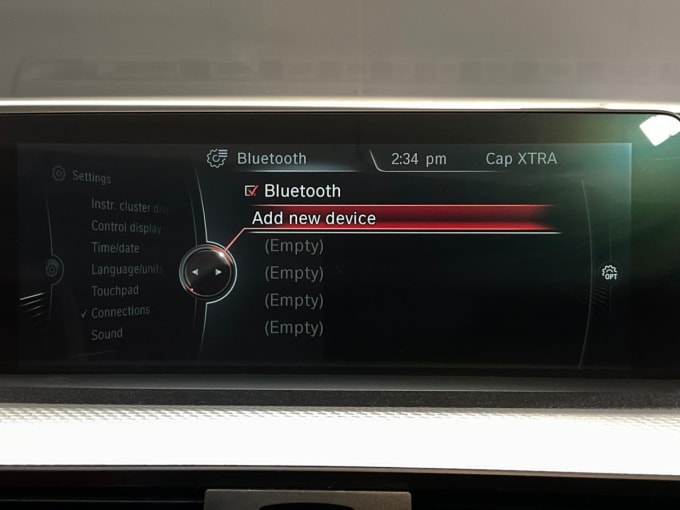 Bluetooth 2:34 pm Cap XTRA
Settings
Instr. cluster
Control display
Time/date
Language/units
Touchpad
✓ Connections
Sound
Bluetooth
Add new device
(Empty)
(Empty)
(Empty)
(Empty)
OPT